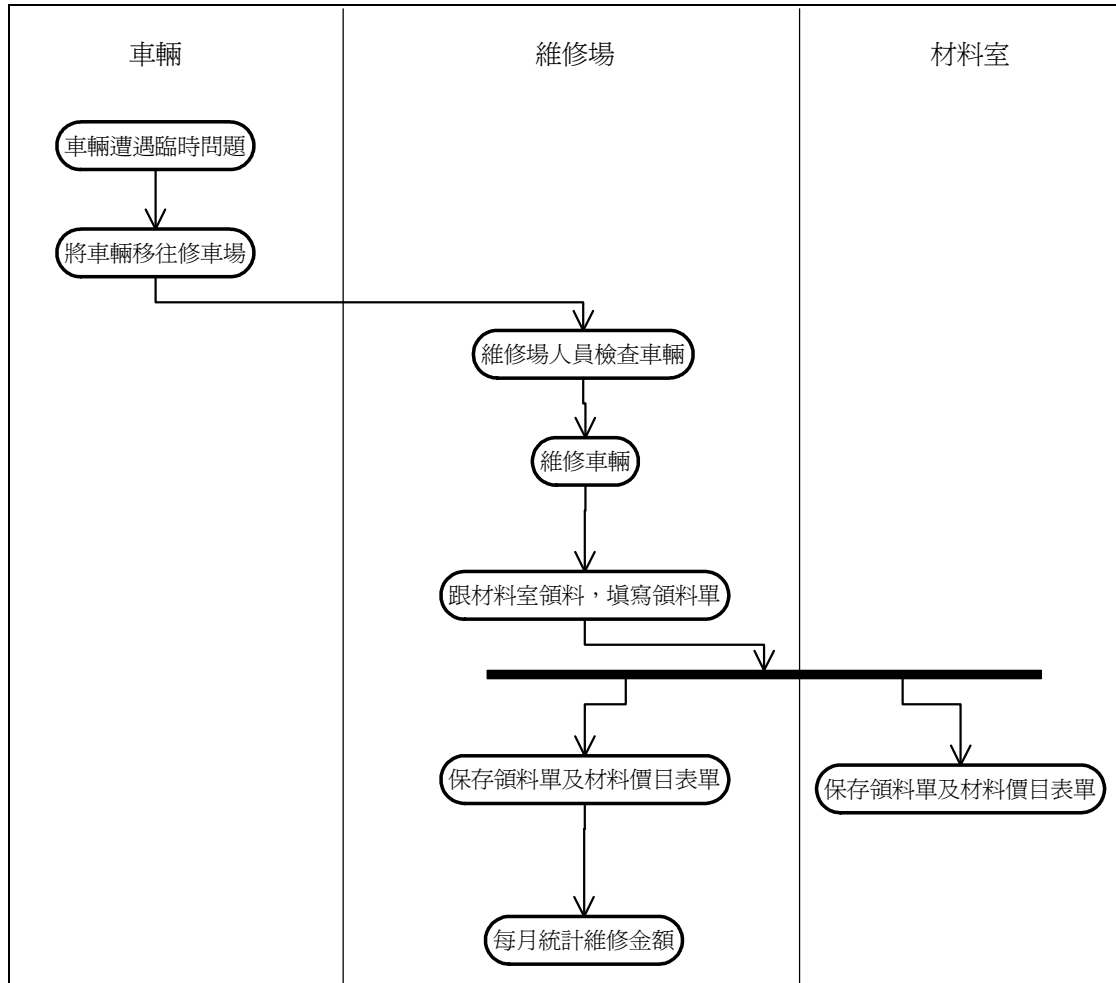 車輛
維修場
材料室
車輛遭遇臨時問題
將車輛移往修車場
維修場人員檢查車輛
維修車輛
跟材料室領料，填寫領料單
保存領料單及材料價目表單
保存領料單及材料價目表單
每月統計維修金額